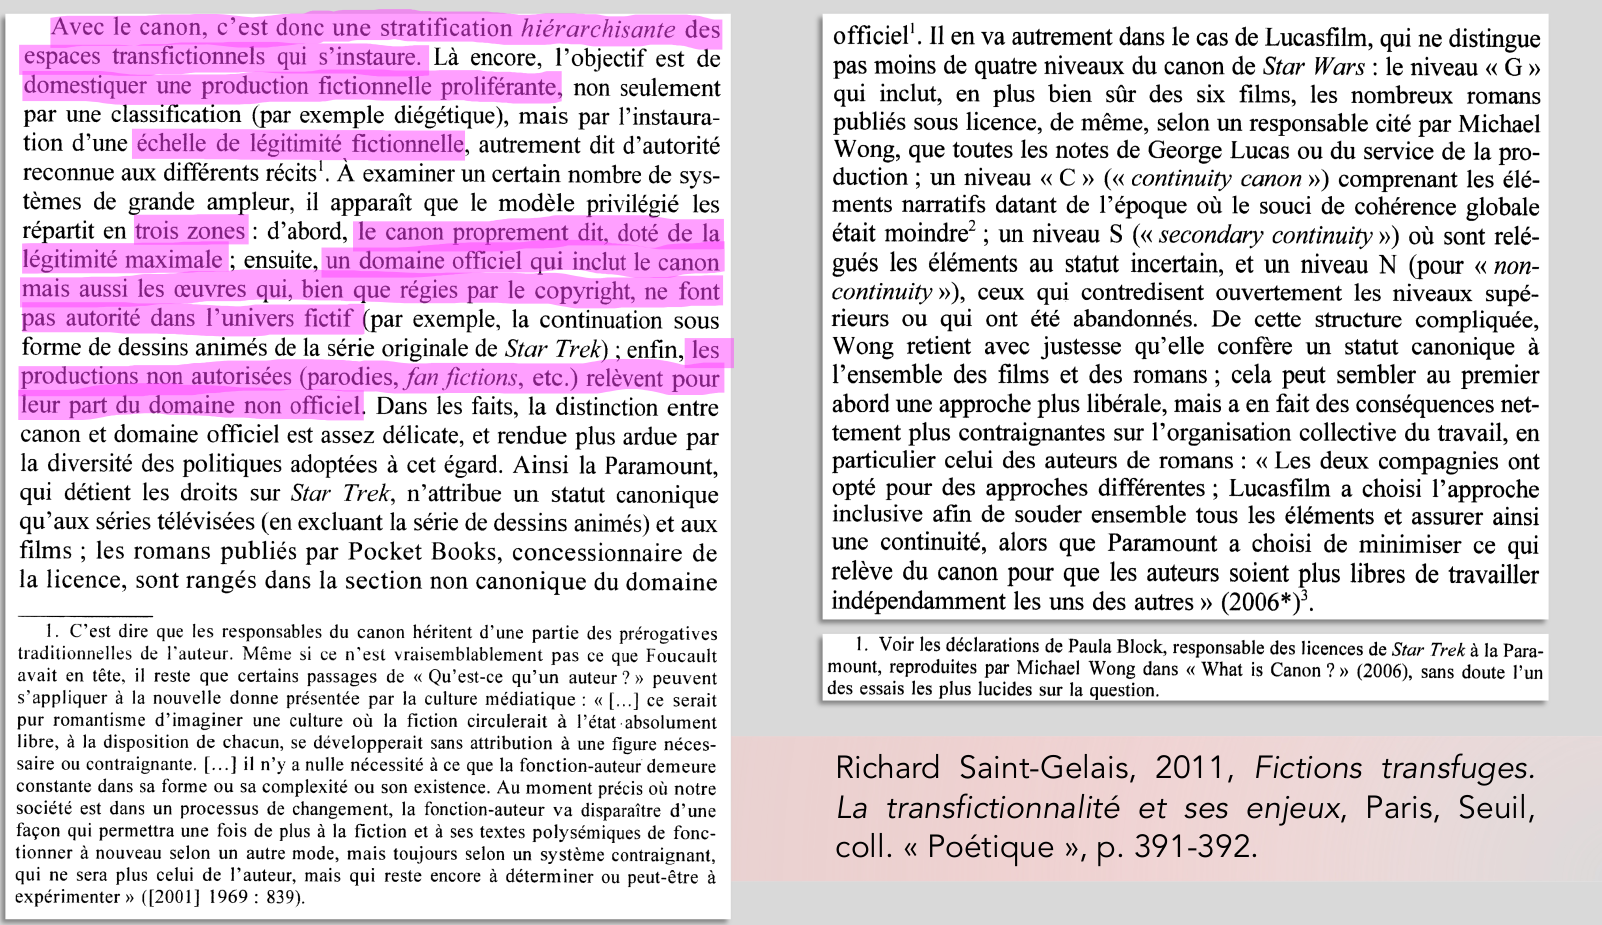 Avec le canon, c’est donc une stratification hiérarchisante des
espaces transfictionnels qui s’instaure. Là encore, l’objectif est de
domestiquer une production fictionnelle proliférante, non seulement
par une classification (par exemple diégétique), mais par l’instaura-
tion d’une échelle de légitimité fictionnelle, autrement dit d’autorité
reconnue aux différents récits¹. À examiner un certain nombre de sys-
tèmes de grande ampleur, il apparaît que le modèle privilégié les
répartit en trois zones : d’abord, le canon proprement dit, doté de la
légitimité maximale ; ensuite, un domaine officiel qui inclut le canon
mais aussi les œuvres qui, bien que régies par le copyright, ne font
pas autorité dans l’univers fictif (par exemple, la continuation sous
forme de dessins animés de la série originale de Star Trek) ; enfin, les
productions non autorisées (parodies, fan fictions, etc.) relèvent pour
leur part du domaine non officiel. Dans les faits, la distinction entre
canon et domaine officiel est assez délicate, et rendue plus ardue par
la diversité des politiques adoptées à cet égard. Ainsi la Paramount,
qui détient les droits sur Star Trek, n’attribue un statut canonique
qu’aux séries télévisées (en excluant la série de dessins animés) et aux
films ; les romans publiés par Pocket Books, concessionnaire de
la licence, sont rangés dans la section non canonique du domaine
1. C’est dire que les responsables du canon héritent d’une partie des prérogatives
traditionnelles de l’auteur. Même si ce n’est vraisemblablement pas ce que Foucault
avait en tête, il reste que certains passages de « Qu’est-ce qu’un auteur ? » peuvent
s’appliquer à la nouvelle donne présentée par la culture médiatique : « […] ce serait
pur romantisme d’imaginer une culture où la fiction circulerait à l’état absolument
libre, à la disposition de chacun, se développerait sans attribution à une figure néces-
saire ou contraignante. […] il n’y a nulle nécessité à ce que la fonction-auteur demeure
constante dans sa forme ou sa complexité ou son existence. Au moment précis où notre
société est dans un processus de changement, la fonction-auteur va disparaître d’une
façon qui permettra une fois de plus à la fiction et à ses textes polysémiques de fonc-
tionner à nouveau selon un autre mode, mais toujours selon un système contraignant,
qui ne sera plus celui de l’auteur, mais qui reste encore à déterminer ou peut-être à
expérimenter » ([2001] 1969 : 839).
officiel¹. Il en va autrement dans le cas de Lucasfilm, qui ne distingue
pas moins de quatre niveaux du canon de Star Wars : le niveau « G »
qui inclut, en plus bien sûr des six films, les nombreux romans
publiés sous licence, de même, selon un responsable cité par Michael
Wong, que toutes les notes de George Lucas ou du service de la pro-
duction ; un niveau « C » (« continuity canon ») comprenant les élé-
ments narratifs datant de l’époque où le souci de cohérence globale
était moindre² ; un niveau S (« secondary continuity ») où sont relé-
gués les éléments au statut incertain, et un niveau N (pour « non-
continuity »), ceux qui contredisent ouvertement les niveaux supé-
rieurs ou qui ont été abandonnés. De cette structure compliquée,
Wong retient avec justesse qu’elle confère un statut canonique à
l’ensemble des films et des romans ; cela peut sembler au premier
abord une approche plus libérale, mais a en fait des conséquences net-
tement plus contraignantes sur l’organisation collective du travail, en
particulier celui des auteurs de romans : « Les deux compagnies ont
opté pour des approches différentes ; Lucasfilm a choisi l’approche
inclusive afin de souder ensemble tous les éléments et assurer ainsi
une continuité, alors que Paramount a choisi de minimiser ce qui
relève du canon pour que les auteurs soient plus libres de travailler
indépendamment les uns des autres » (2006*)³.
1. Voir les déclarations de Paula Block, responsable des licences de Star Trek à la Para-
mount, reproduites par Michael Wong dans « What is Canon ? » (2006), sans doute l’un
des essais les plus lucides sur la question.
Richard Saint-Gelais, 2011, Fictions transfuges.
La transfictionnalité et ses enjeux, Paris, Seuil,
coll. « Poétique », p. 391-392.